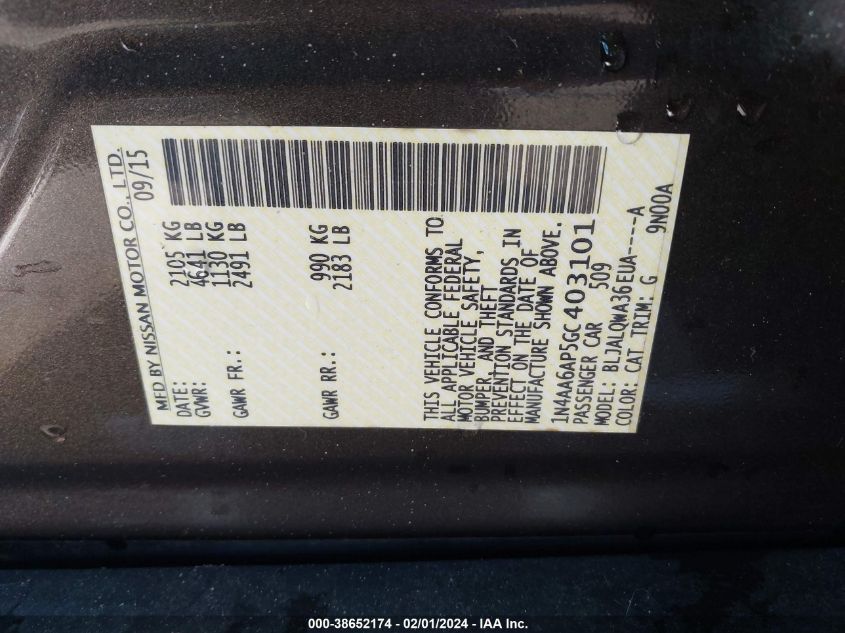 MFD BY NISSAN MOTOR CO., LTD.
DATE: 09/15
GVWR: 2105 KG
4641 LB
GAWR FR.: 1130 KG
2491 LB
GAWR RR.: 990 KG
2183 LB
THIS VEHICLE CONFORMS TO
ALL APPLICABLE FEDERAL
MOTOR VEHICLE SAFETY,
BUMPER, AND THEFT
PREVENTION STANDARDS IN
EFFECT ON THE DATE OF
MANUFACTURE SHOWN ABOVE.
1N4AA6AP5GC403101
PASSENGER CAR 509
MODEL: BLJALQWA36EUA----A
COLOR: CAT TRIM: G 9N00A
000-38652174 - 02/01/2024 - IAA Inc.